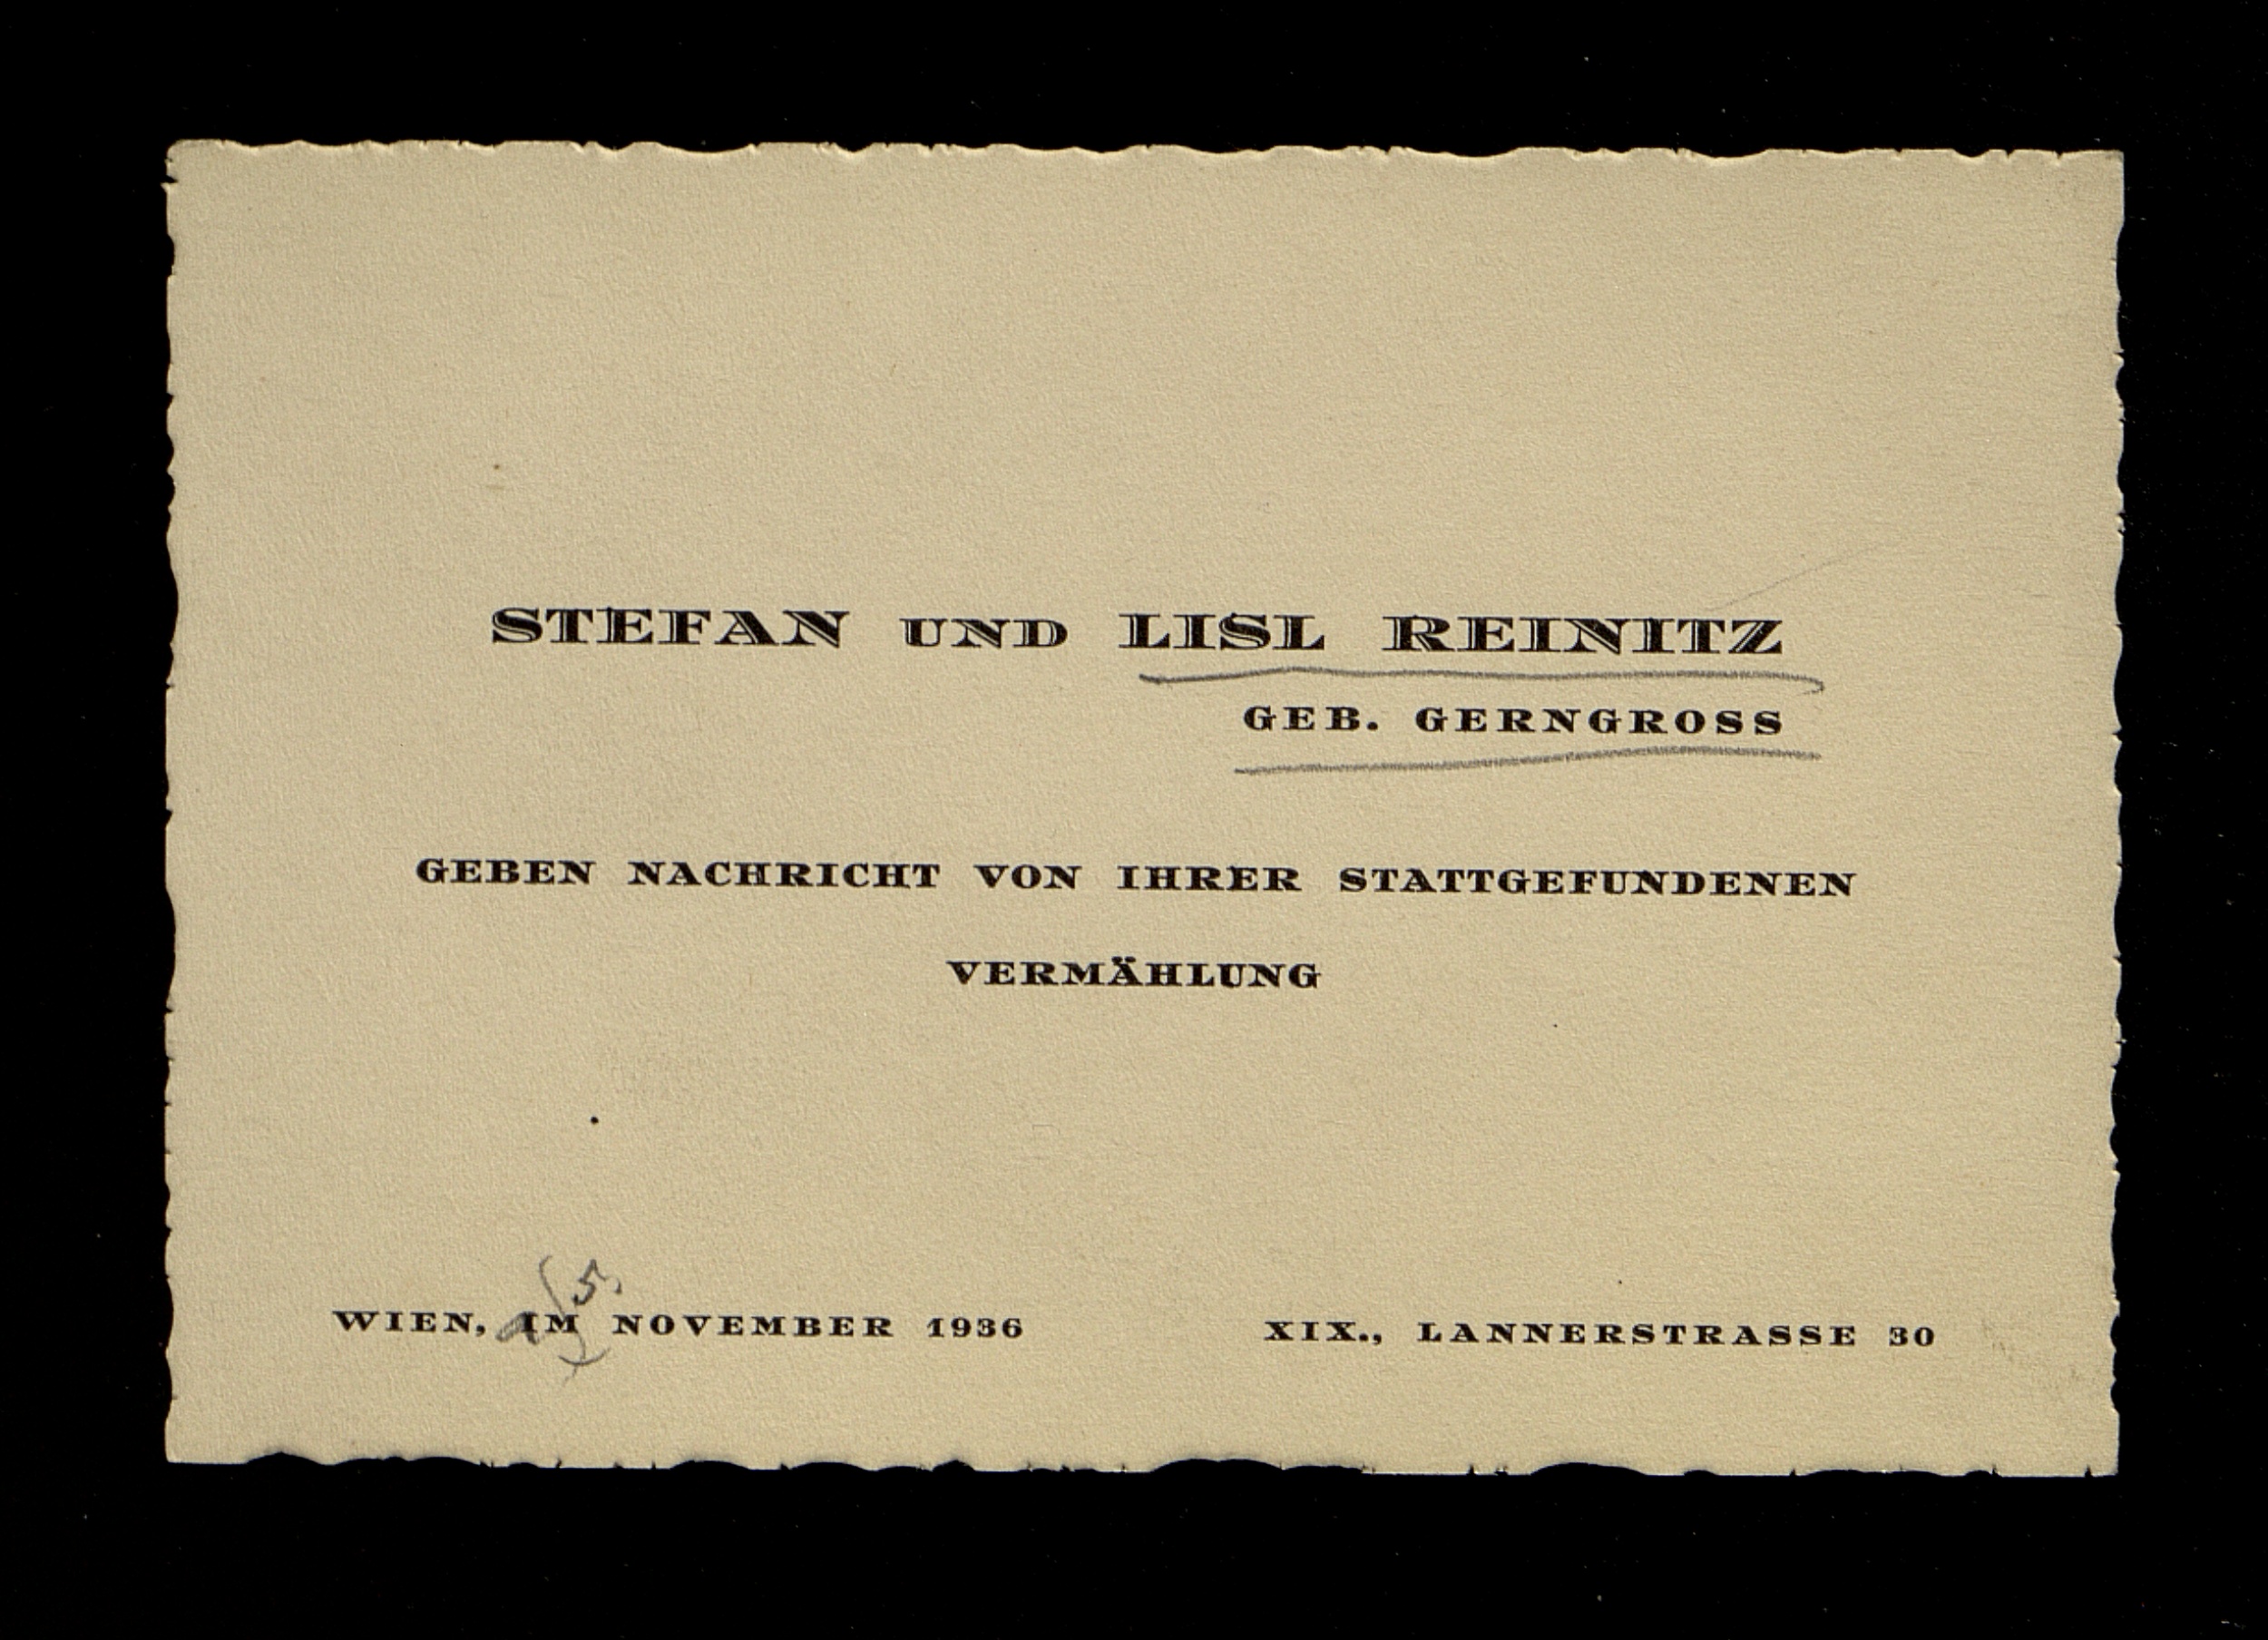 STEFAN UND LISL REINITZ
GEB. GERNGROSS
GEBEN NACHRICHT VON IHRER STATTGEFUNDENEN
VERMÄHLUNG
5.
WIEN, IM NOVEMBER 1936
XIX., LANNERSTRASSE 30